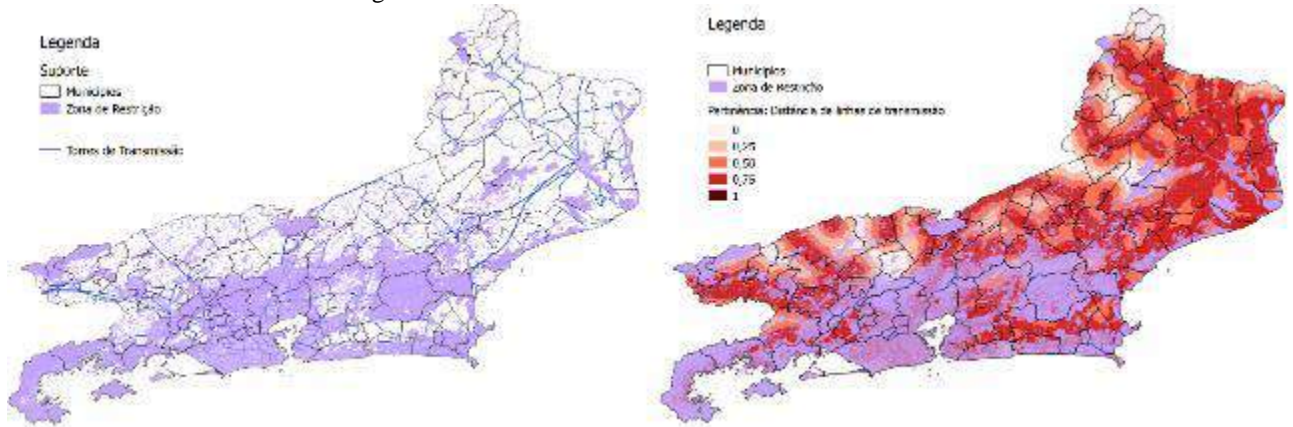 Legenda
Suporte
Municípios
Zona de Restrição
Torres de Transmissão
Legenda
Municípios
Zona de Restrição
Pertinência: Distância de linhas de transmissão
0
0,25
0,50
0,75
1